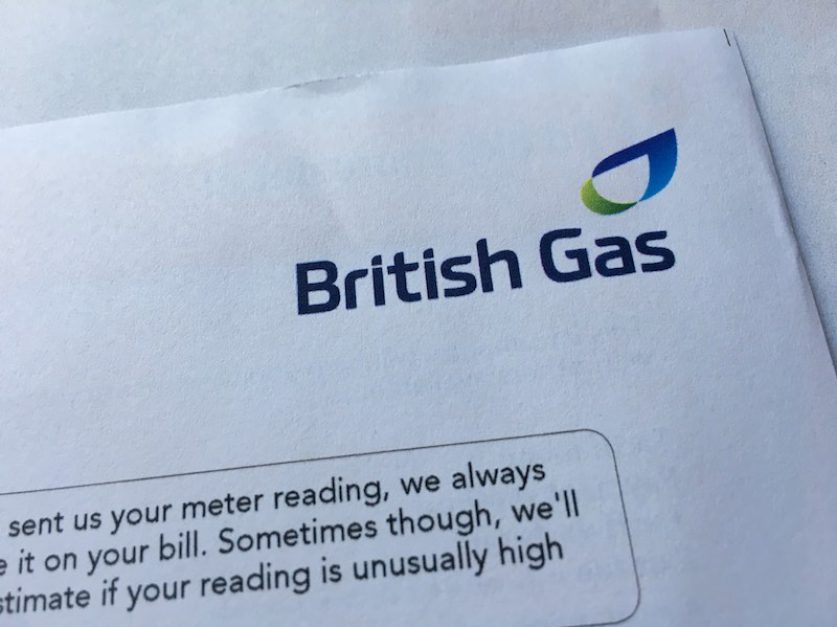 British Gas
sent us your meter reading, we always
it on your bill. Sometimes though, we'll
if your reading is unusually high